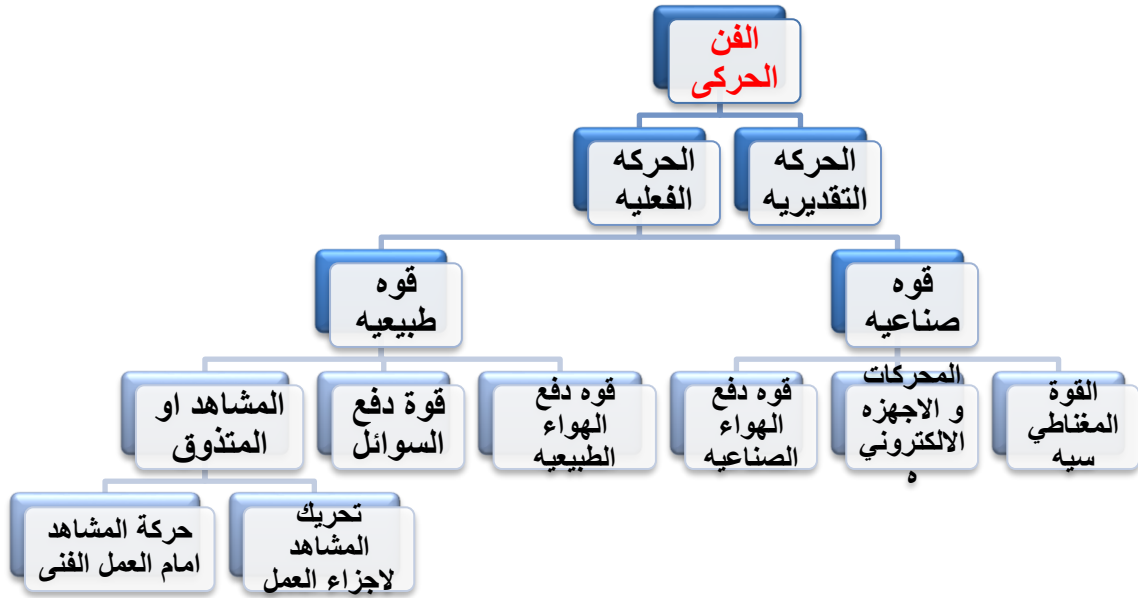 الفن
الحركى
الحركه
التقديريه
الحركه
الفعليه
قوه
صناعيه
قوه
طبيعيه
القوة
المغناطي
سيه
المحركات
و الاجهزه
الالكتروني
ه
قوه دفع
الهواء
الصناعيه
قوه دفع
الهواء
الطبيعيه
قوة دفع
السوائل
المشاهد او
المتذوق
تحريك
المشاهد
لاجزاء العمل
حركة المشاهد
امام العمل الفنى